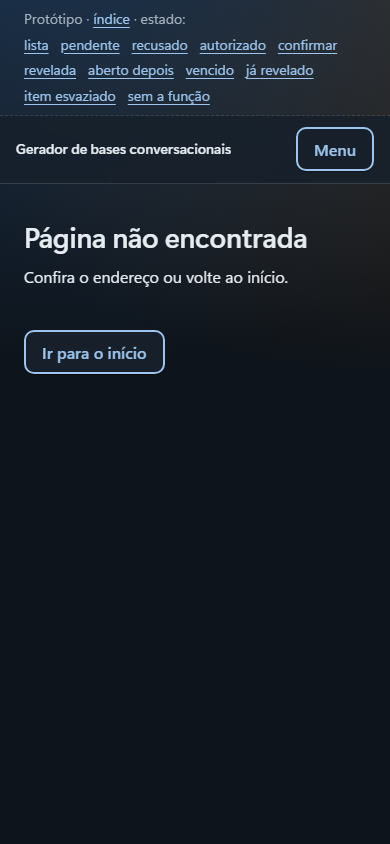 Protótipo · índice · estado:
lista pendente recusado autorizado confirmar
revelada aberto depois vencido já revelado
item esvaziado sem a função
Gerador de bases conversacionais
Menu
Página não encontrada
Confira o endereço ou volte ao início.
Ir para o início